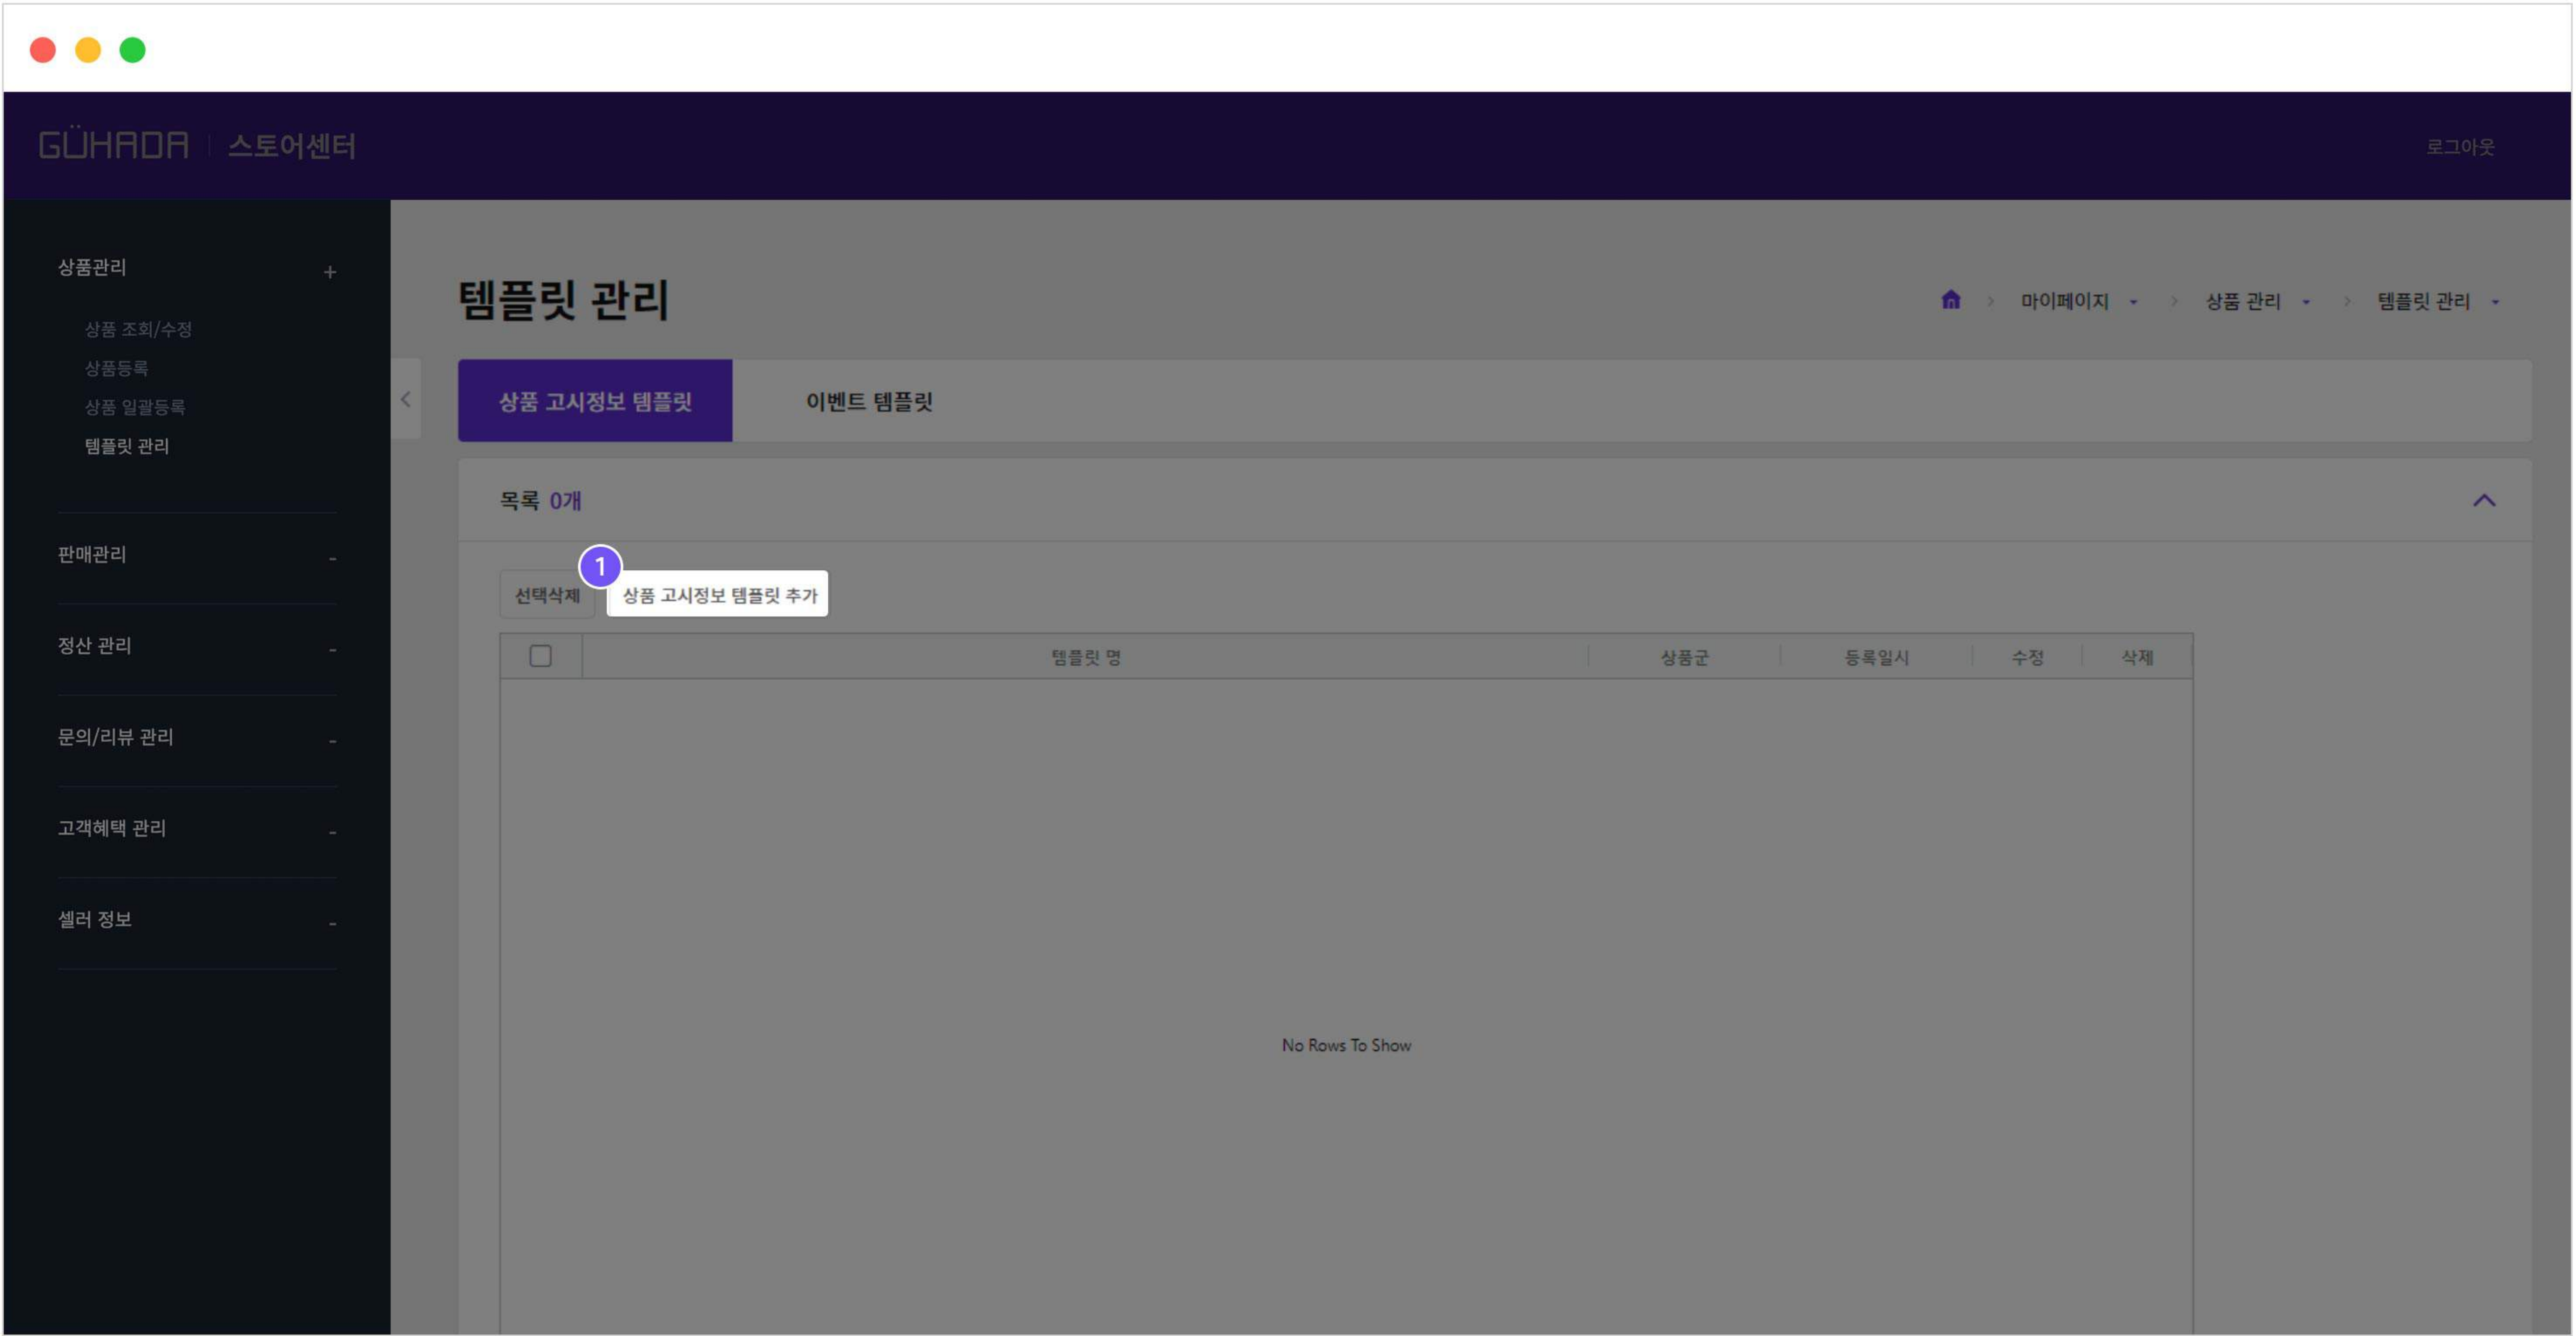 GÜHADA 스토어센터
로그아웃
상품관리 +
상품 조회/수정
상품등록
상품 일괄등록
템플릿 관리
판매관리 -
정산 관리 -
문의/리뷰 관리 -
고객혜택 관리 -
셀러 정보 -
템플릿 관리
마이페이지 > 상품 관리 > 템플릿 관리
상품 고시정보 템플릿 이벤트 템플릿
목록 0개
1
선택삭제 상품 고시정보 템플릿 추가
템플릿 명 상품군 등록일시 수정 삭제
No Rows To Show